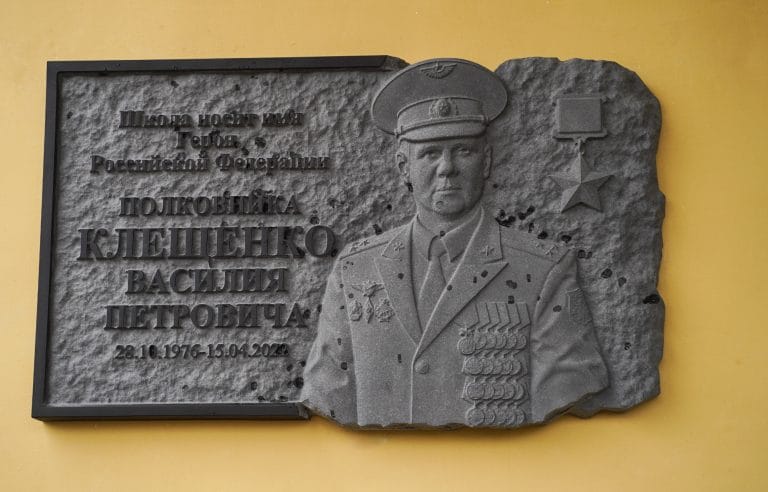 Школа носит имя
Героя
Российской Федерации
ПОЛКОВНИКА
КЛЕЩЕНКО
ВАСИЛИЯ
ПЕТРОВИЧА
28.10.1976-15.04.2022